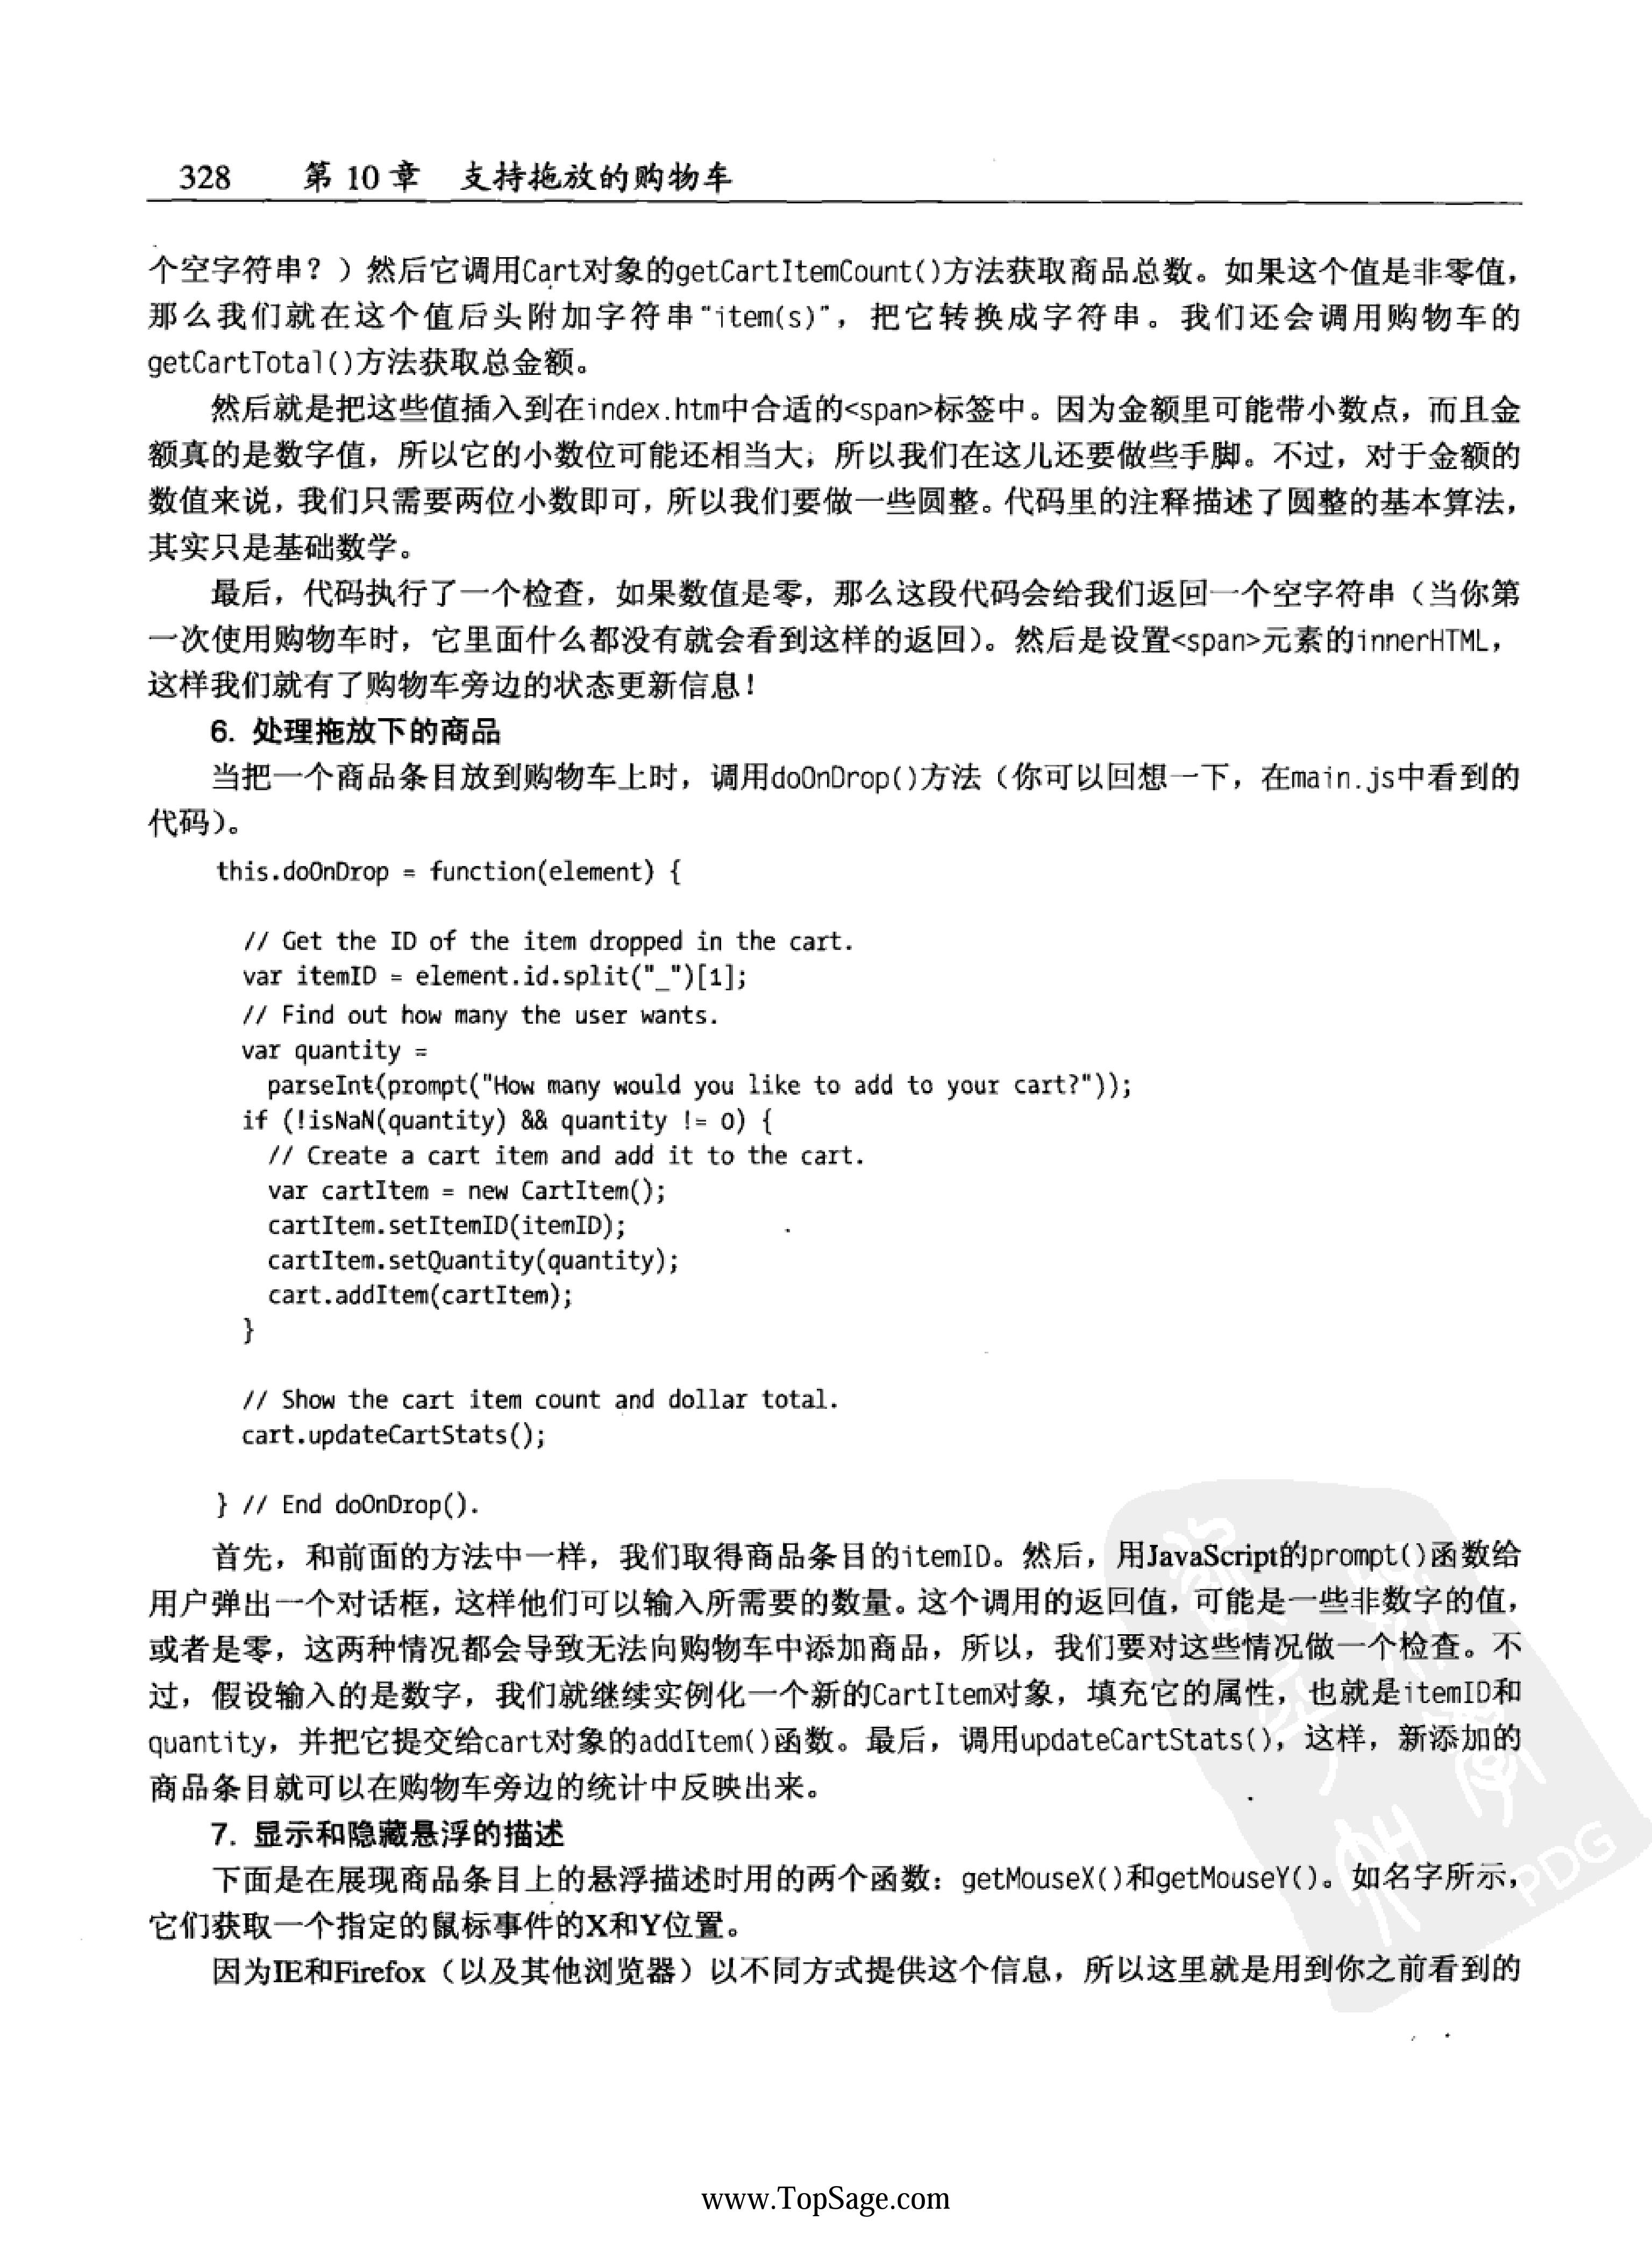 328 第 10 章 支持拖放的购物车
个空字符串？）然后它调用Cart对象的getCartItemCount()方法获取商品总数。如果这个值是非零值，
那么我们就在这个值后头附加字符串“item(s)”，把它转换成字符串。我们还会调用购物车的
getCartTotal()方法获取总金额。
然后就是把这些值插入到在index.htm中合适的<span>标签中。因为金额里可能带小数点，而且金
额真的是数字值，所以它的小数位可能还相当大；所以我们在这儿还要做些手脚。不过，对于金额的
数值来说，我们只需要两位小数即可，所以我们要做一些圆整。代码里的注释描述了圆整的基本算法，
其实只是基础数学。
最后，代码执行了一个检查，如果数值是零，那么这段代码会给我们返回一个空字符串（当你第
一次使用购物车时，它里面什么都没有就会看到这样的返回）。然后是设置<span>元素的innerHTML，
这样我们就有了购物车旁边的状态更新信息！
6. 处理拖放下的商品
当把一个商品条目放到购物车上时，调用doOnDrop()方法（你可以回想一下，在main.js中看到的
代码）。
this.doOnDrop = function(element) {
// Get the ID of the item dropped in the cart.
var itemID = element.id.split("_")[1];
// Find out how many the user wants.
var quantity =
parseInt(prompt("How many would you like to add to your cart?"));
if (!isNaN(quantity) && quantity != 0) {
// Create a cart item and add it to the cart.
var cartItem = new CartItem();
cartItem.setItemID(itemID);
cartItem.setQuantity(quantity);
cart.addItem(cartItem);
}
// Show the cart item count and dollar total.
cart.updateCartStats();
} // End doOnDrop().
首先，和前面的方法中一样，我们取得商品条目的itemID。然后，用JavaScript的prompt()函数给
用户弹出一个对话框，这样他们可以输入所需要的数量。这个调用的返回值，可能是一些非数字的值，
或者是零，这两种情况都会导致无法向购物车中添加商品，所以，我们要对这些情况做一个检查。不
过，假设输入的是数字，我们就继续实例化一个新的CartItem对象，填充它的属性，也就是itemID和
quantity，并把它提交给cart对象的addItem()函数。最后，调用updateCartStats()，这样，新添加的
商品条目就可以在购物车旁边的统计中反映出来。
7. 显示和隐藏悬浮的描述
下面是在展现商品条目上的悬浮描述时用的两个函数：getMouseX()和getMouseY()。如名字所示，
它们获取一个指定的鼠标事件的X和Y位置。
因为IE和Firefox（以及其他浏览器）以不同方式提供这个信息，所以这里就是用到你之前看到的
PDG
www.TopSage.com